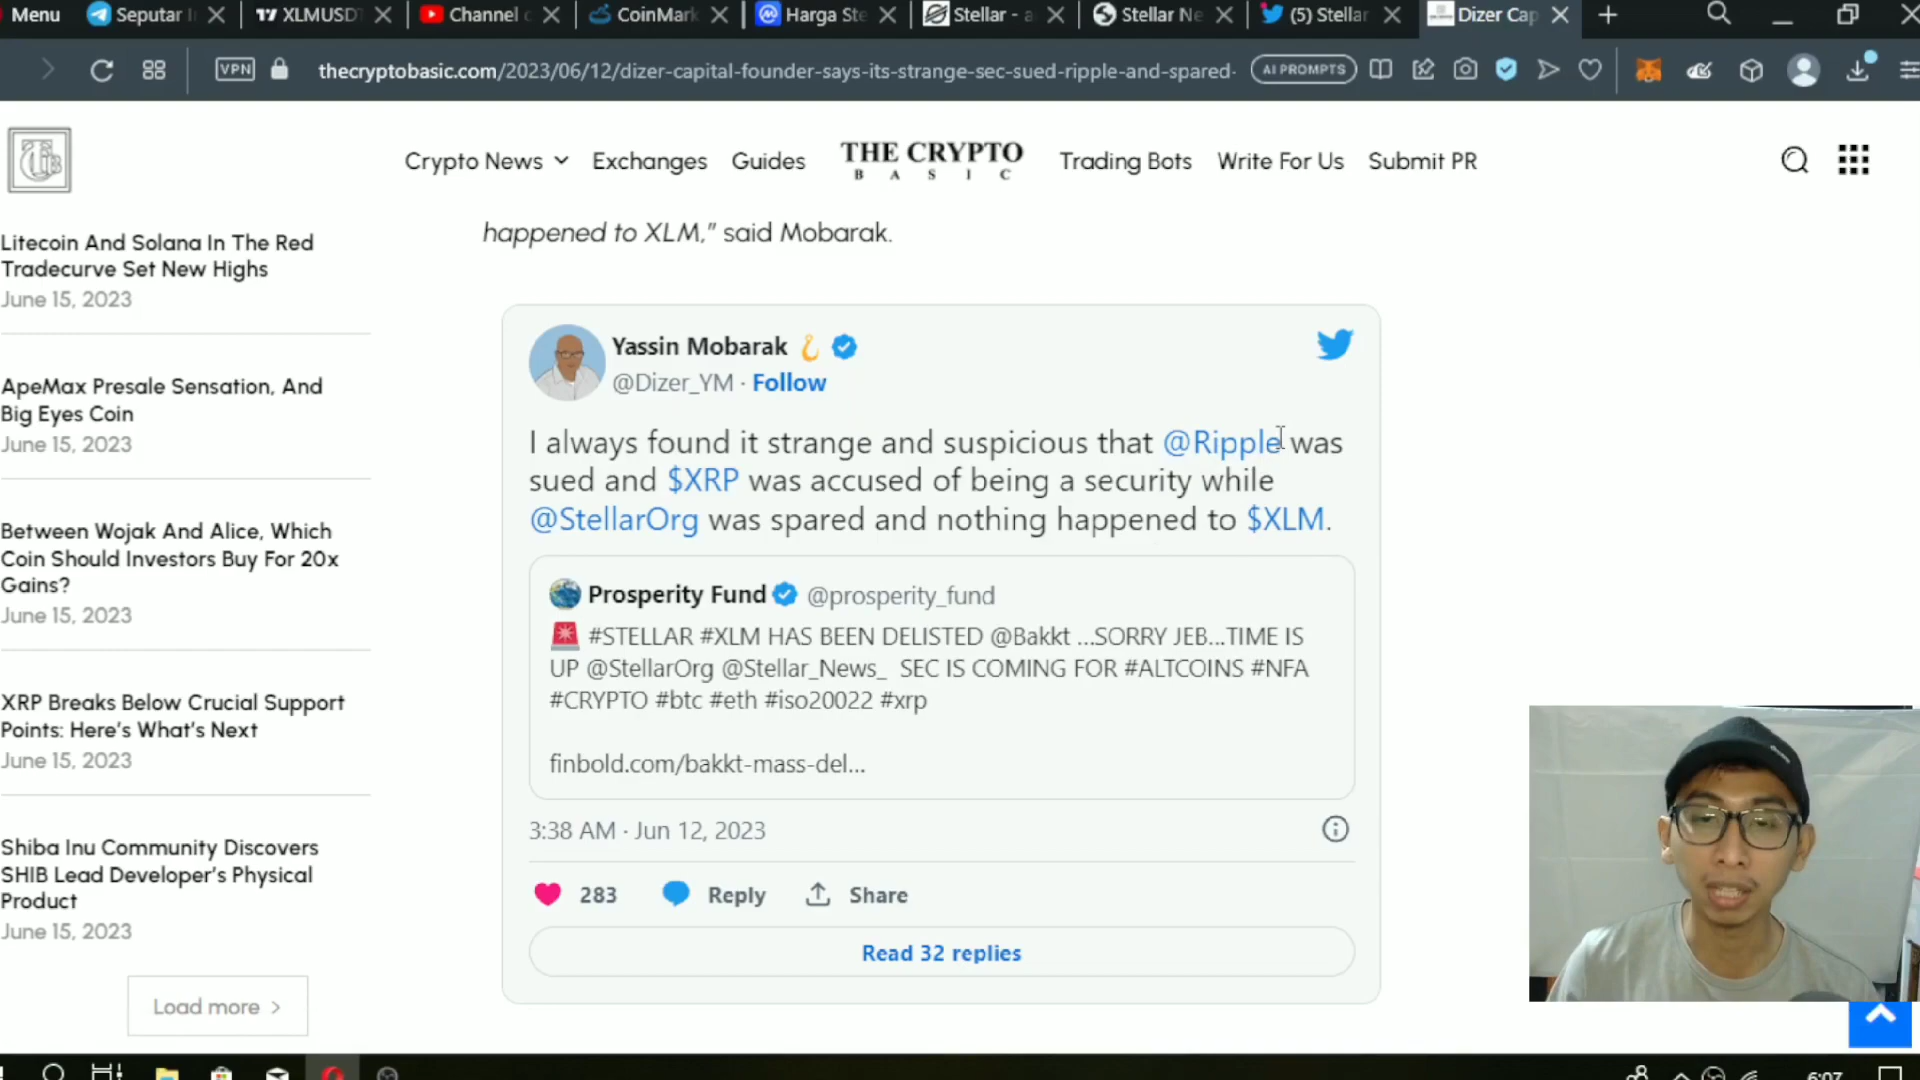 Menu
Seputar
XLMUSD
Channel
CoinMark
Harga Ste
Stellar - a
Stellar Ne
(5) Stellar
Dizer Cap
VPN
thecryptobasic.com/2023/06/12/dizer-capital-founder-says-its-strange-sec-sued-ripple-and-spared-
AI PROMPTS
Crypto News
Exchanges
Guides
THE CRYPTO
BASIC
Trading Bots
Write For Us
Submit PR
Litecoin And Solana In The Red
Tradecurve Set New Highs
June 15, 2023
ApeMax Presale Sensation, And
Big Eyes Coin
June 15, 2023
Between Wojak And Alice, Which
Coin Should Investors Buy For 20x
Gains?
June 15, 2023
XRP Breaks Below Crucial Support
Points: Here's What's Next
June 15, 2023
Shiba Inu Community Discovers
SHIB Lead Developer's Physical
Product
June 15, 2023
Load more >
happened to XLM," said Mobarak.
Yassin Mobarak
@Dizer_YM · Follow
I always found it strange and suspicious that @Ripple was
sued and $XRP was accused of being a security while
@StellarOrg was spared and nothing happened to $XLM.
Prosperity Fund @prosperity_fund
#STELLAR #XLM HAS BEEN DELISTED @Bakkt ...SORRY JEB...TIME IS
UP @StellarOrg @Stellar_News_ SEC IS COMING FOR #ALTCOINS #NFA
#CRYPTO #btc #eth #iso20022 #xrp
finbold.com/bakkt-mass-del...
3:38 AM · Jun 12, 2023
283
Reply
Share
Read 32 replies
6:07